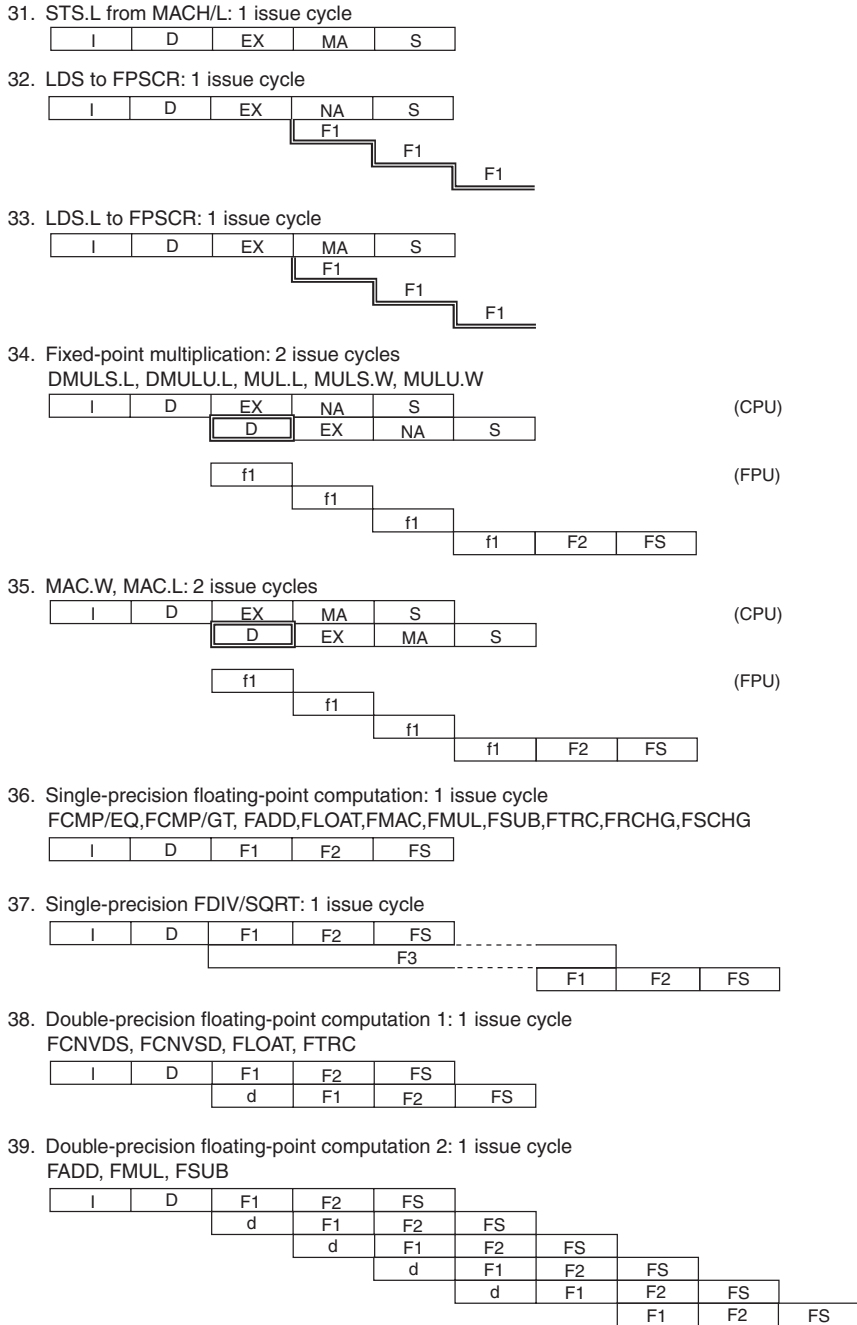 31. STS.L from MACH/L: 1 issue cycle
I D EX MA S
32. LDS to FPSCR: 1 issue cycle
I D EX NA S
F1
F1
F1
33. LDS.L to FPSCR: 1 issue cycle
I D EX MA S
F1
F1
F1
34. Fixed-point multiplication: 2 issue cycles
DMULS.L, DMULU.L, MUL.L, MULS.W, MULU.W
I D EX NA S (CPU)
D EX NA S
f1 (FPU)
f1
f1
f1 F2 FS
35. MAC.W, MAC.L: 2 issue cycles
I D EX MA S (CPU)
D EX MA S
f1 (FPU)
f1
f1
f1 F2 FS
36. Single-precision floating-point computation: 1 issue cycle
FCMP/EQ,FCMP/GT, FADD,FLOAT,FMAC,FMUL,FSUB,FTRC,FRCHG,FSCHG
I D F1 F2 FS
37. Single-precision FDIV/SQRT: 1 issue cycle
I D F1 F2 FS
F3
F1 F2 FS
38. Double-precision floating-point computation 1: 1 issue cycle
FCNVDS, FCNVSD, FLOAT, FTRC
I D F1 F2 FS
d F1 F2 FS
39. Double-precision floating-point computation 2: 1 issue cycle
FADD, FMUL, FSUB
I D F1 F2 FS
d F1 F2 FS
d F1 F2 FS
d F1 F2 FS
d F1 F2 FS
F1 F2 FS